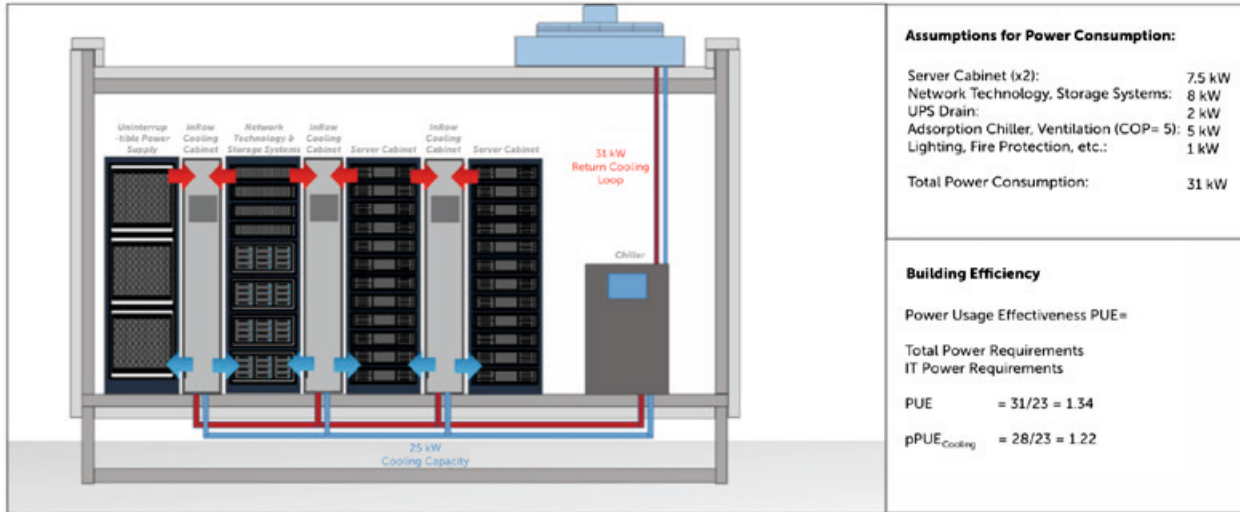 Uninterrup
-tible Power
Supply
InRow
Cooling
Cabinet
Network
Technology &
Storage Systems
InRow
Cooling
Cabinet
Server Cabinet
InRow
Cooling
Cabinet
Server Cabinet
31 kW
Return Cooling
Loop
Chiller
25 kW
Cooling Capacity
Assumptions for Power Consumption:
Server Cabinet (x2): 7.5 kW
Network Technology, Storage Systems: 8 kW
UPS Drain: 2 kW
Adsorption Chiller, Ventilation (COP= 5): 5 kW
Lighting, Fire Protection, etc.: 1 kW
Total Power Consumption: 31 kW
Building Efficiency
Power Usage Effectiveness PUE=
Total Power Requirements
IT Power Requirements
PUE = 31/23 = 1.34
pPUECooling = 28/23 = 1.22